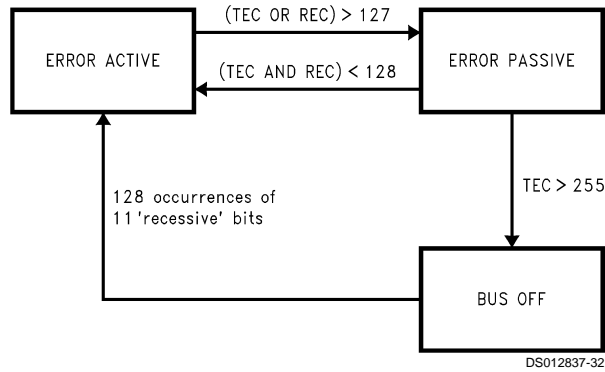 (TEC OR REC) > 127
ERROR ACTIVE
ERROR PASSIVE
(TEC AND REC) < 128
128 occurrences of
11 'recessive' bits
TEC > 255
BUS OFF
DS012837-32